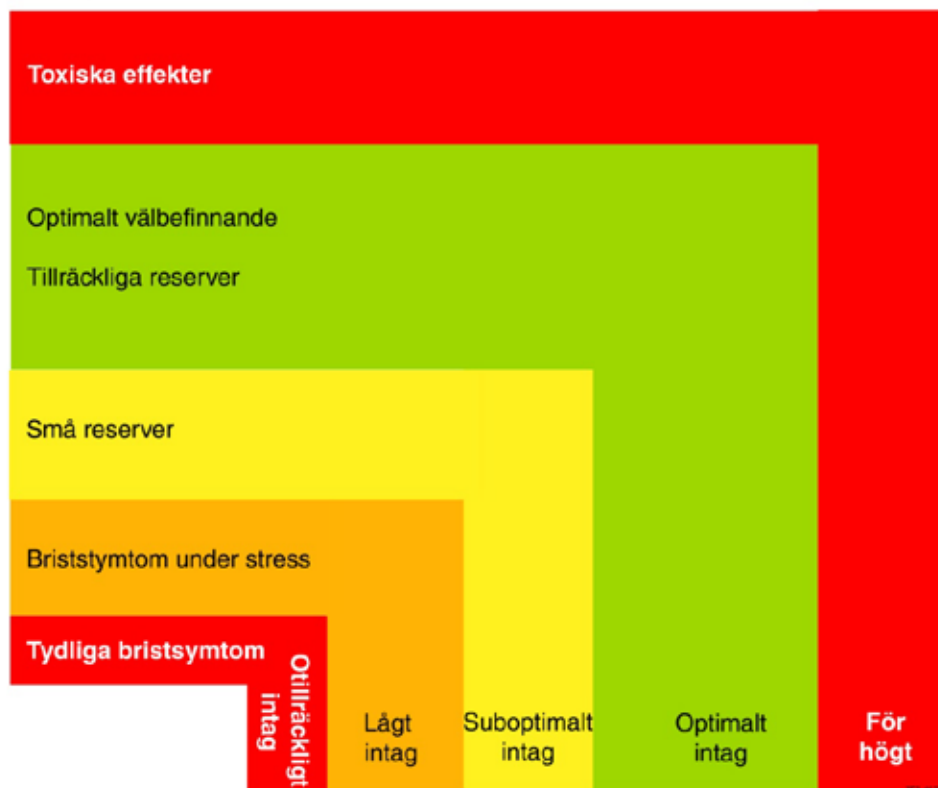 Toxiska effekter
Optimalt välbefinnande
Tillräckliga reserver
Små reserver
Briststymtom under stress
Tydliga bristsymtom
Otillräckligt
intag
Lågt
intag
Suboptimalt
intag
Optimalt
intag
För
högt